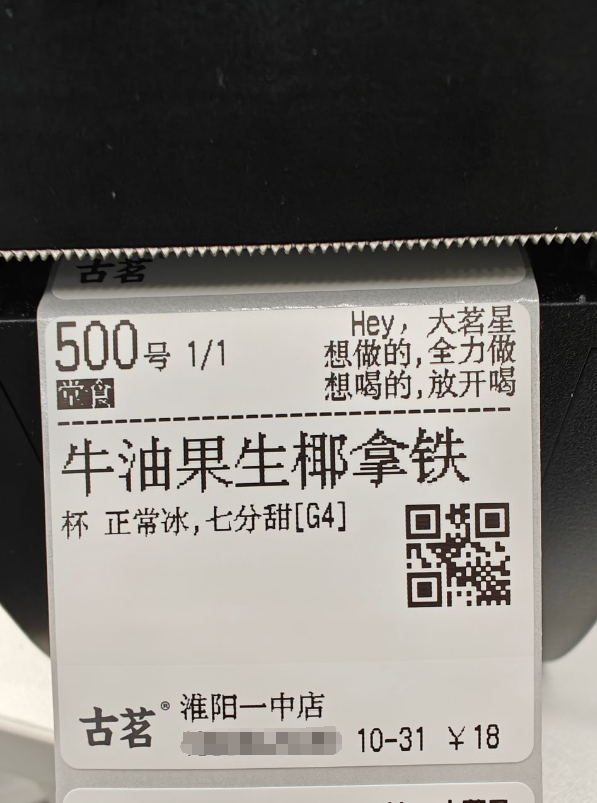 古茗
500号 1/1
堂食
Hey, 大茗星
想做的,全力做
想喝的,放开喝
牛油果生椰拿铁
杯 正常冰,七分甜[G4]
古茗® 淮阳一中店
10-31 ¥18